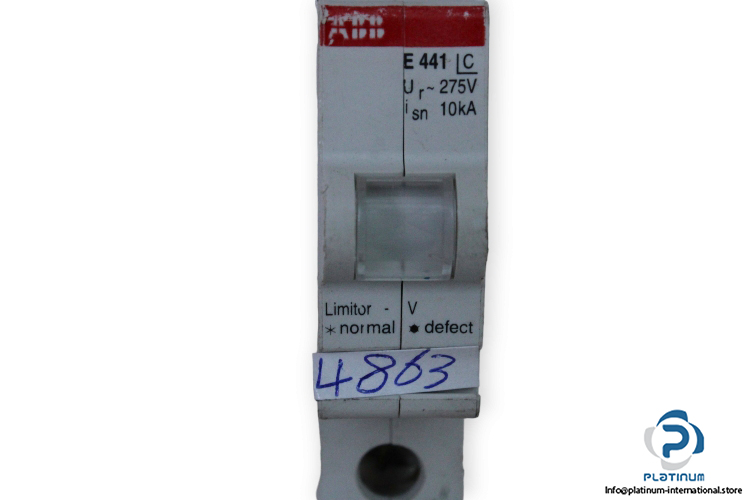 ABB
E 441 C
Ur ~ 275V
isn 10kA
Limitor - V
*normal ✸ defect
4863
PLATINUM
Info@platinum-international.store